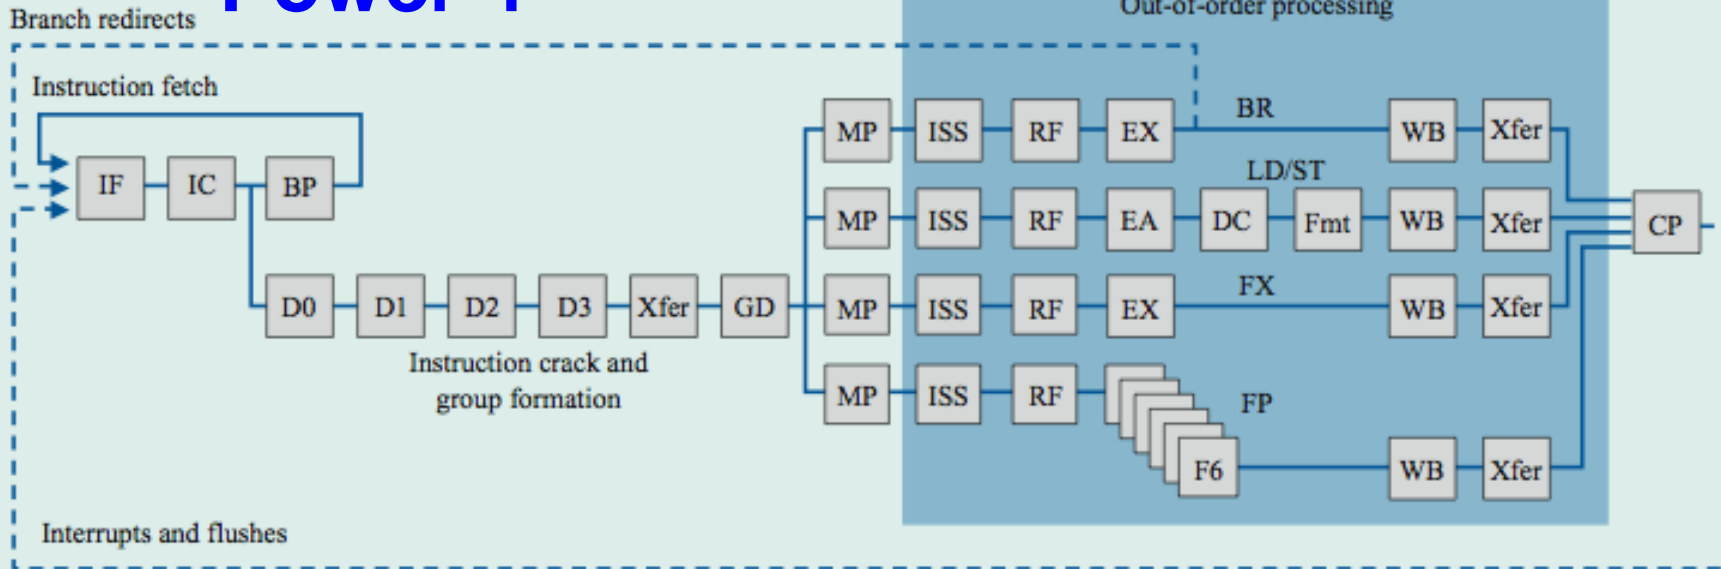 Out-of-order processing
Branch redirects
Instruction fetch
IF IC BP
MP ISS RF EX BR WB Xfer
LD/ST
MP ISS RF EA DC Fmt WB Xfer
CP
D0 D1 D2 D3 Xfer GD
FX
MP ISS RF EX WB Xfer
Instruction crack and
group formation
MP ISS RF FP
F6 WB Xfer
Interrupts and flushes